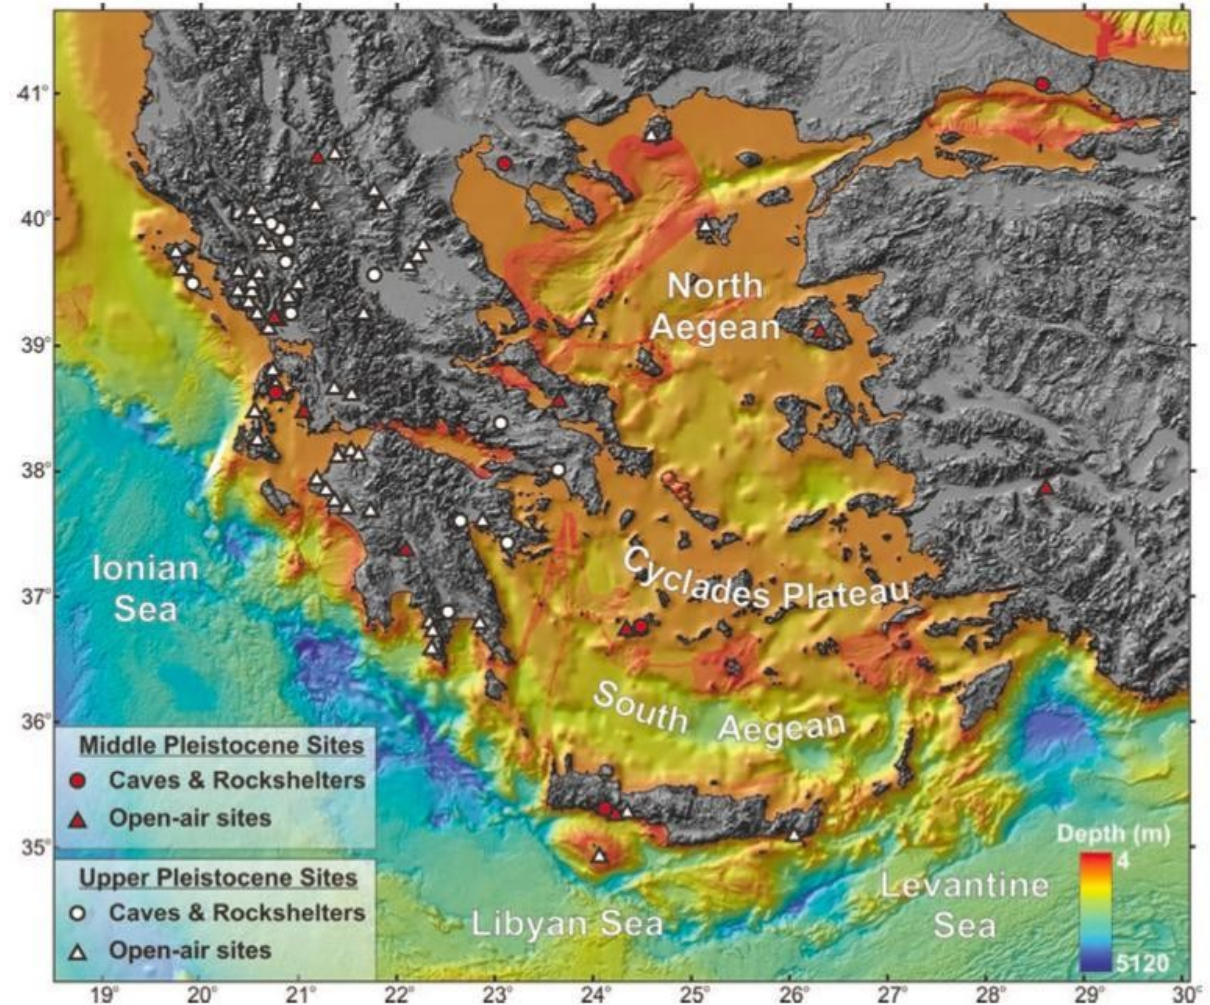 41°
40°
39°
38°
37°
36°
35°
North
Aegean
Ionian
Sea
Cyclades Plateau
South Aegean
Middle Pleistocene Sites
Caves & Rockshelters
Open-air sites
Upper Pleistocene Sites
Caves & Rockshelters
Open-air sites
Libyan Sea
Levantine
Sea
Depth (m)
4
5120
19° 20° 21° 22° 23° 24° 25° 26° 27° 28° 29° 30°